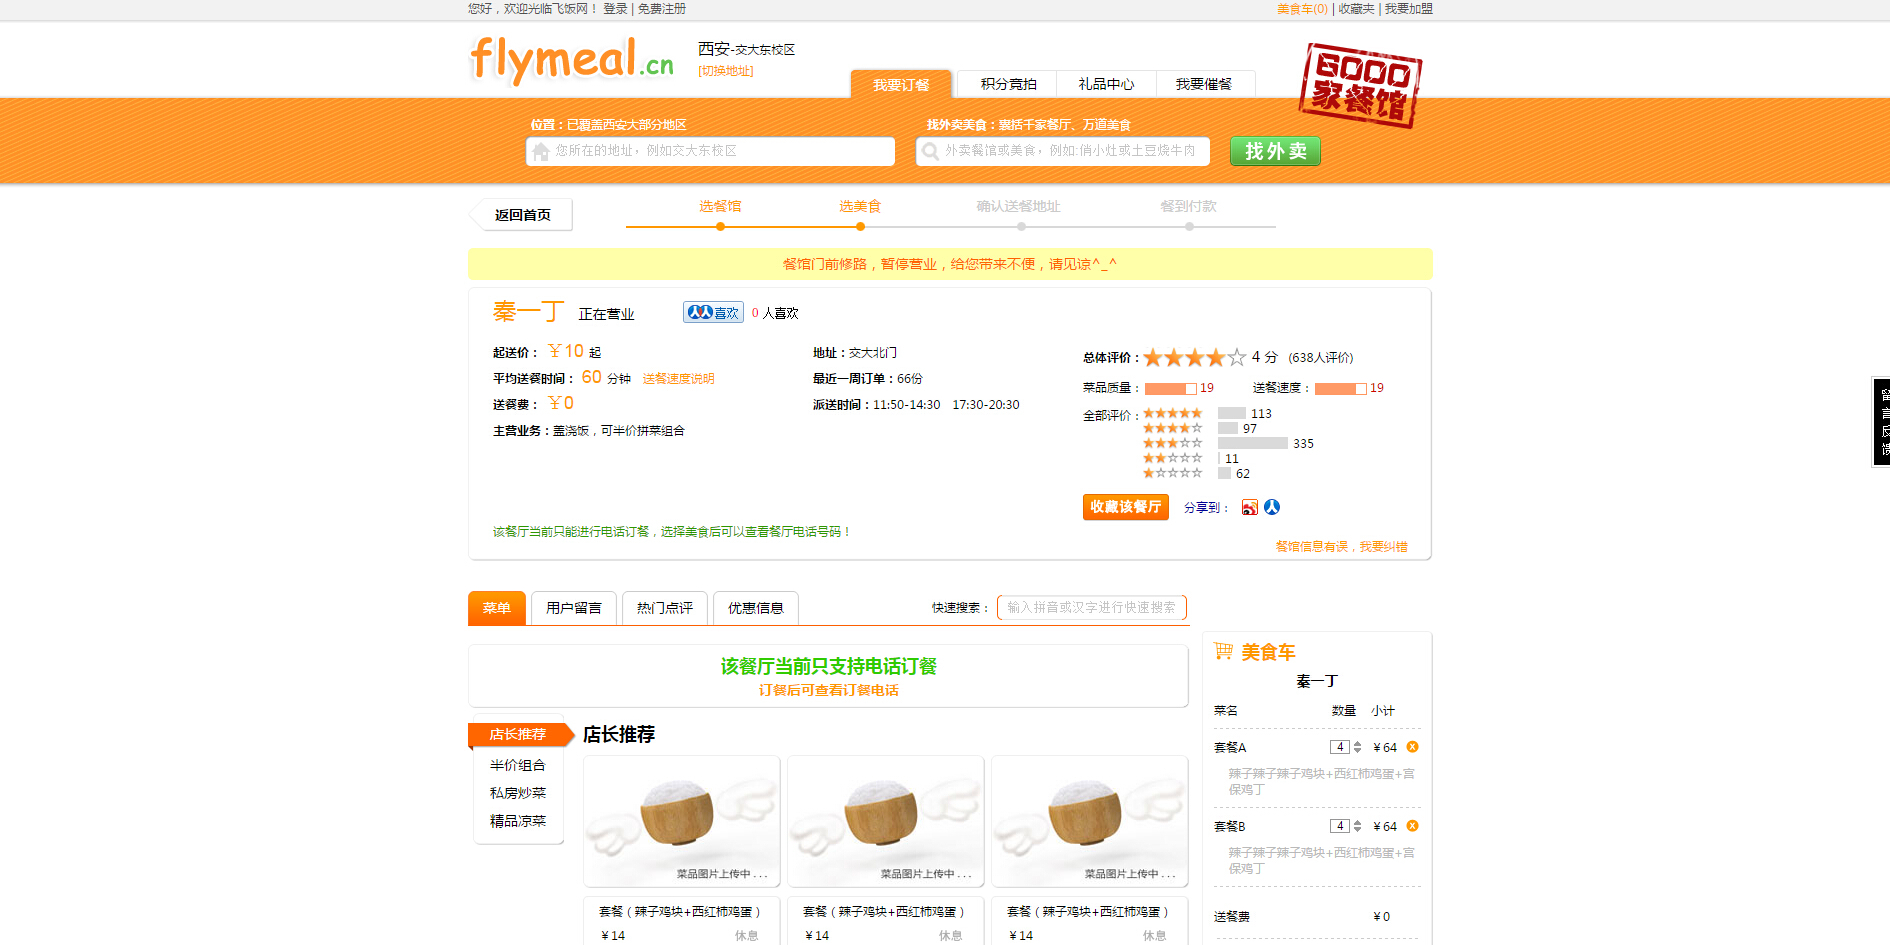 您好，欢迎光临飞饭网！ 登录 | 免费注册
美食车(0) | 收藏夹 | 我要加盟
flymeal.cn
西安-交大东校区
[切换地址]
我要订餐
积分竞拍
礼品中心
我要催餐
6000
家餐馆
位置：已覆盖西安大部分地区
找外卖美食：囊括千家餐厅、万道美食
您所在的地址，例如交大东校区
外卖餐馆或美食，例如:俏小灶或土豆烧牛肉
找外卖
返回首页
选餐馆
选美食
确认送餐地址
餐到付款
餐馆门前修路，暂停营业，给您带来不便，请见谅^_^
秦一丁 正在营业
喜欢
0 人喜欢
起送价： ￥10 起
平均送餐时间： 60 分钟 送餐速度说明
送餐费： ￥0
主营业务：盖浇饭，可半价拼菜组合
地址：交大北门
最近一周订单：66份
派送时间：11:50-14:30 17:30-20:30
总体评价：★★★★☆ 4 分 (638人评价)
菜品质量： 19
送餐速度： 19
全部评价：★★★★★ 113
★★★★☆ 97
★★★☆☆ 335
★★☆☆☆ 11
★☆☆☆☆ 62
收藏该餐厅
分享到：
该餐厅当前只能进行电话订餐，选择美食后可以查看餐厅电话号码！
餐馆信息有误，我要纠错
留
言
反
馈
菜单
用户留言
热门点评
优惠信息
快速搜索：
输入拼音或汉字进行快速搜索
该餐厅当前只支持电话订餐
订餐后可查看订餐电话
店长推荐
半价组合
私房炒菜
精品凉菜
店长推荐
菜品图片上传中 . . .
菜品图片上传中 . . .
菜品图片上传中 . . .
套餐（辣子鸡块+西红柿鸡蛋）
￥14 休息
套餐（辣子鸡块+西红柿鸡蛋）
￥14 休息
套餐（辣子鸡块+西红柿鸡蛋）
￥14 休息
美食车
秦一丁
菜名 数量 小计
套餐A 4 ￥64
辣子辣子辣子鸡块+西红柿鸡蛋+宫
保鸡丁
套餐B 4 ￥64
辣子辣子辣子鸡块+西红柿鸡蛋+宫
保鸡丁
送餐费 ￥0